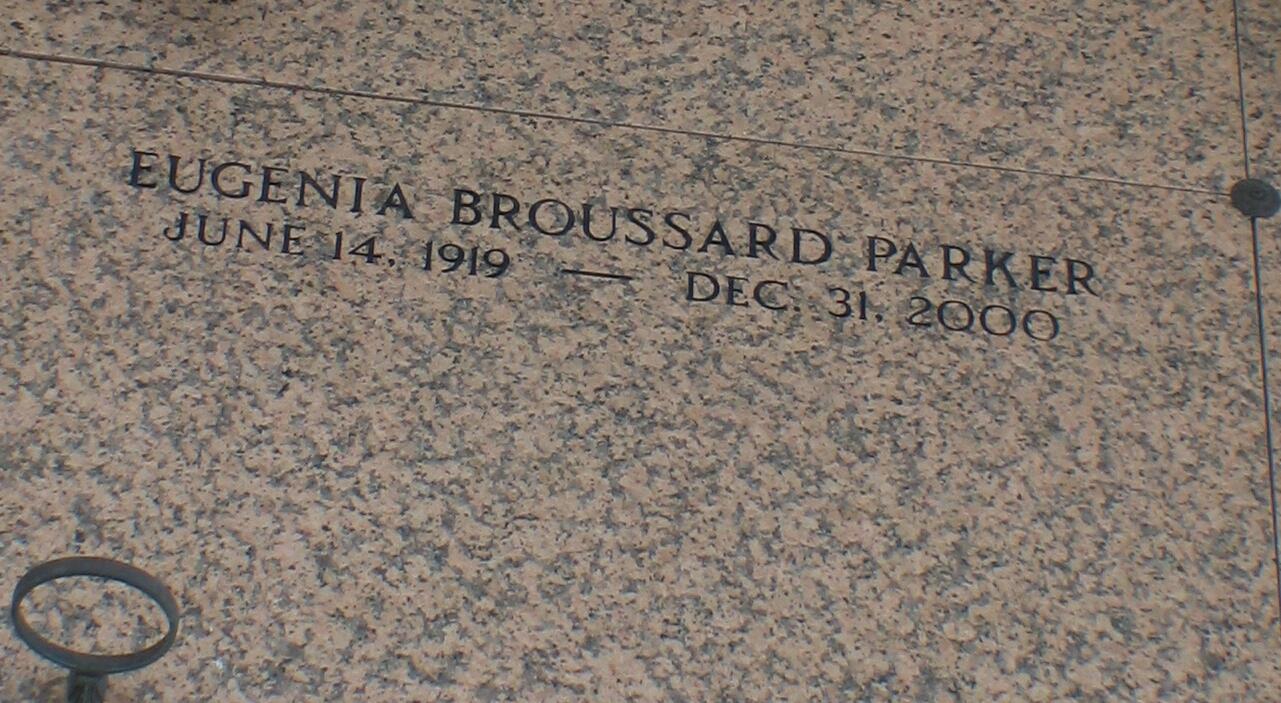 EUGENIA BROUSSARD PARKER
JUNE 14, 1919 — DEC. 31, 2000